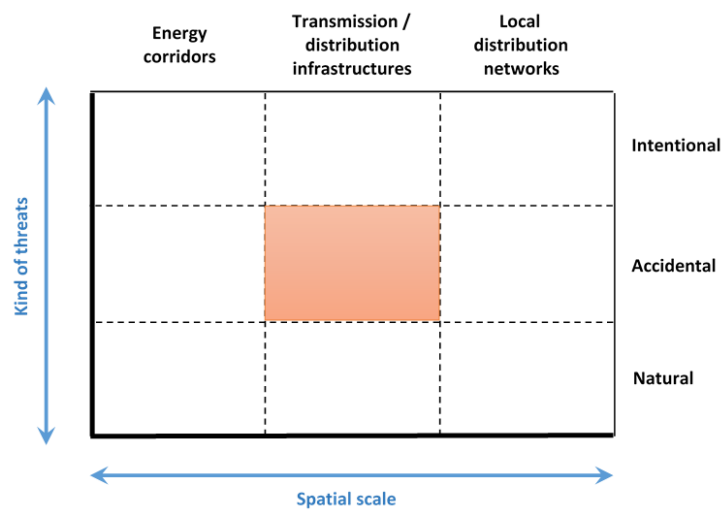 Energy
corridors
Transmission /
distribution
infrastructures
Local
distribution
networks
Intentional
Accidental
Natural
Kind of threats
Spatial scale